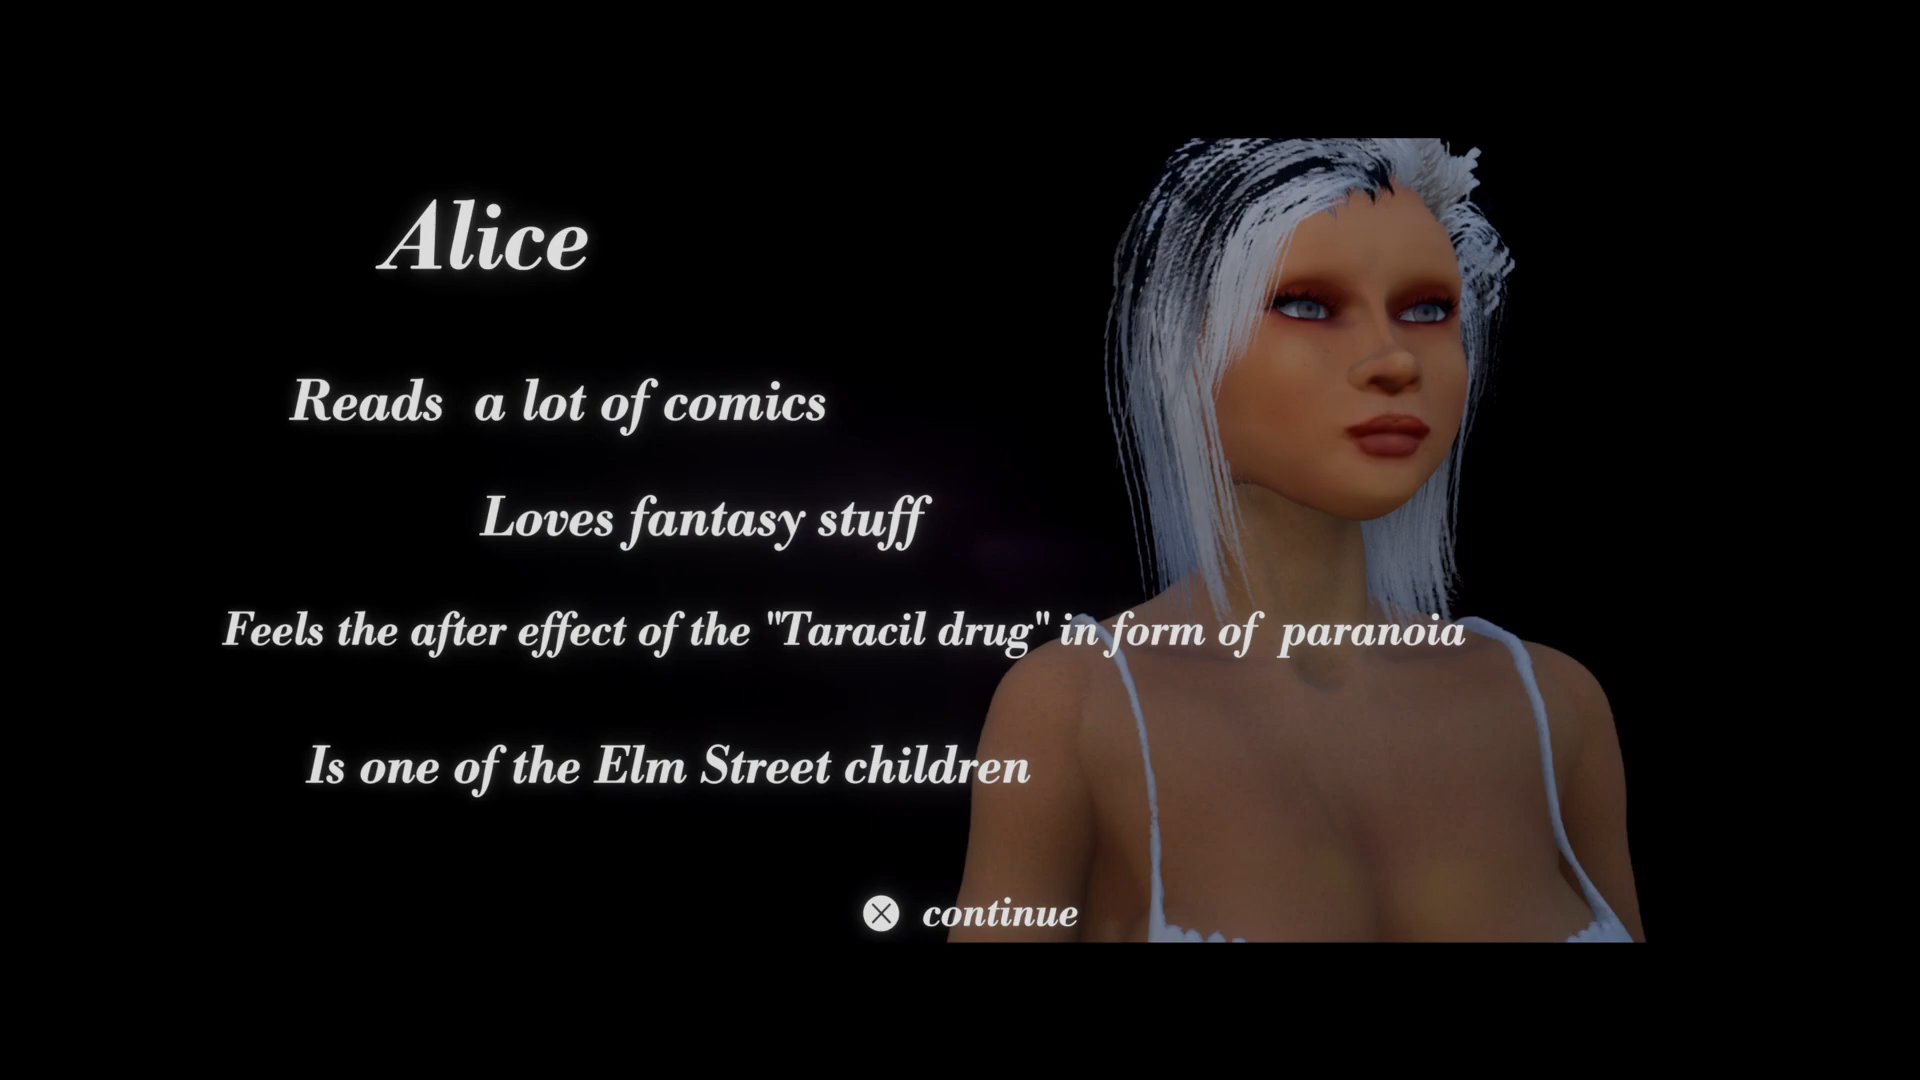 Alice
Reads a lot of comics
Loves fantasy stuff
Feels the after effect of the "Taracil drug" in form of paranoia
Is one of the Elm Street children
continue